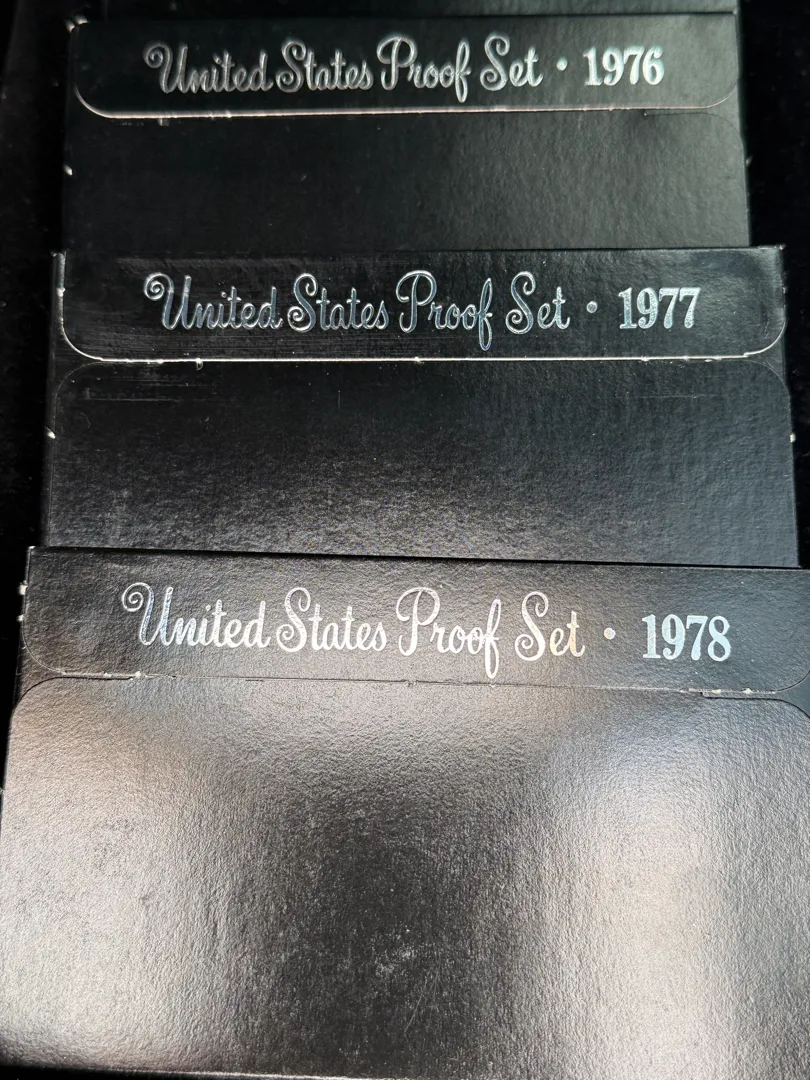 United States Proof Set • 1976
United States Proof Set • 1977
United States Proof Set • 1978